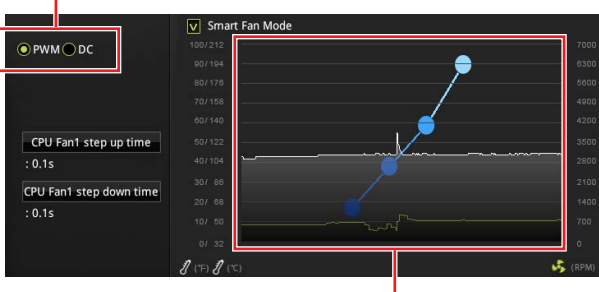 V Smart Fan Mode
PWM DC
100/212 7000
90/194 6300
80/176 5600
70/158 4900
60/140 4200
50/122 3500
40/104 2800
30/ 86 2100
20/ 68 1400
10/ 50 700
0/ 32 0
CPU Fan1 step up time
: 0.1s
CPU Fan1 step down time
: 0.1s
(°F) (°C) (RPM)